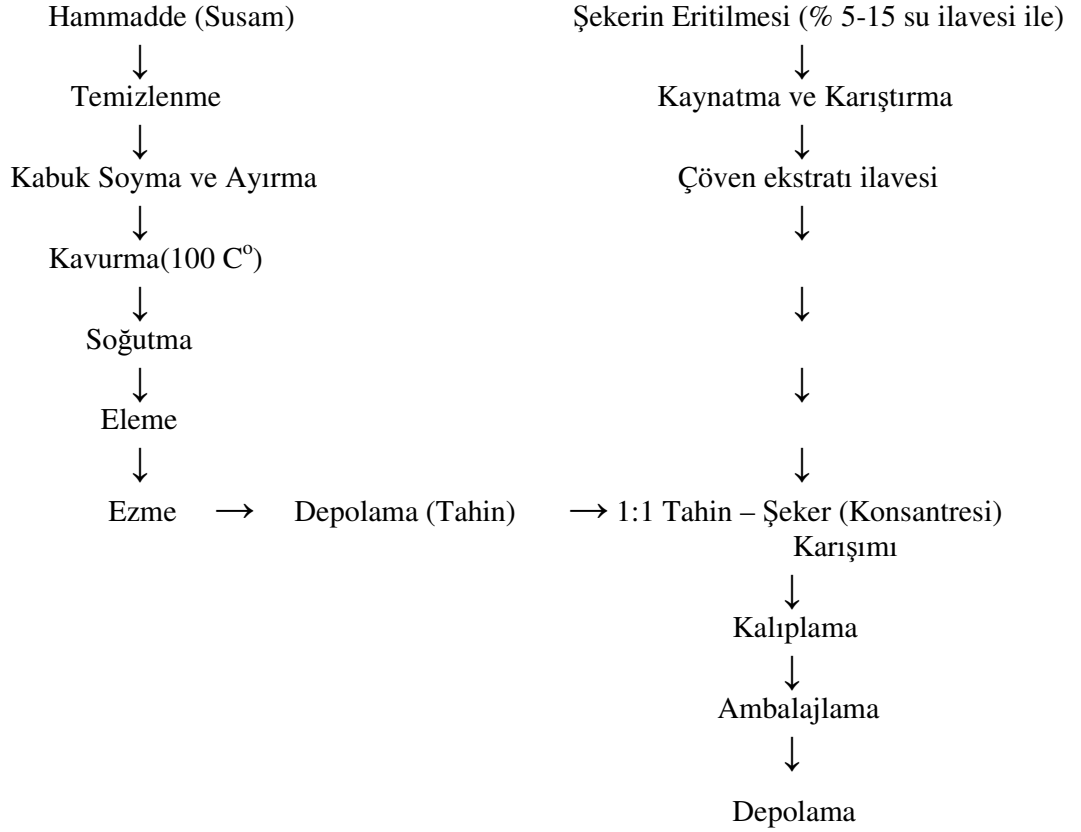 Hammadde (Susam)
Şekerin Eritilmesi (% 5-15 su ilavesi ile)
↓ ↓
Temizlenme
Kaynatma ve Karıştırma
↓ ↓
Kabuk Soyma ve Ayırma
Çöven ekstratı ilavesi
↓ ↓
Kavurma(100 Cº)
↓ ↓
Soğutma
↓ ↓
Eleme
↓ ↓
Ezme → Depolama (Tahin) → 1:1 Tahin – Şeker (Konsantresi)
Karışımı
↓
Kalıplama
↓
Ambalajlama
↓
Depolama